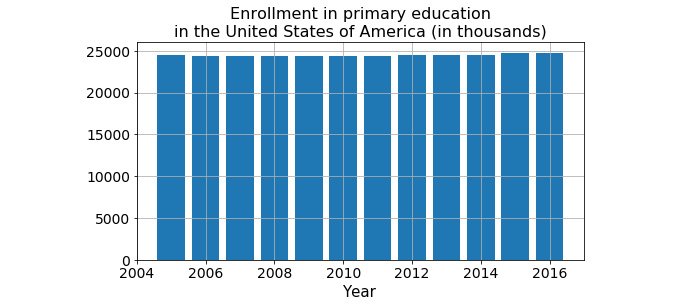 Enrollment in primary education
in the United States of America (in thousands)
25000
20000
15000
10000
5000
0
2004 2006 2008 2010 2012 2014 2016
Year